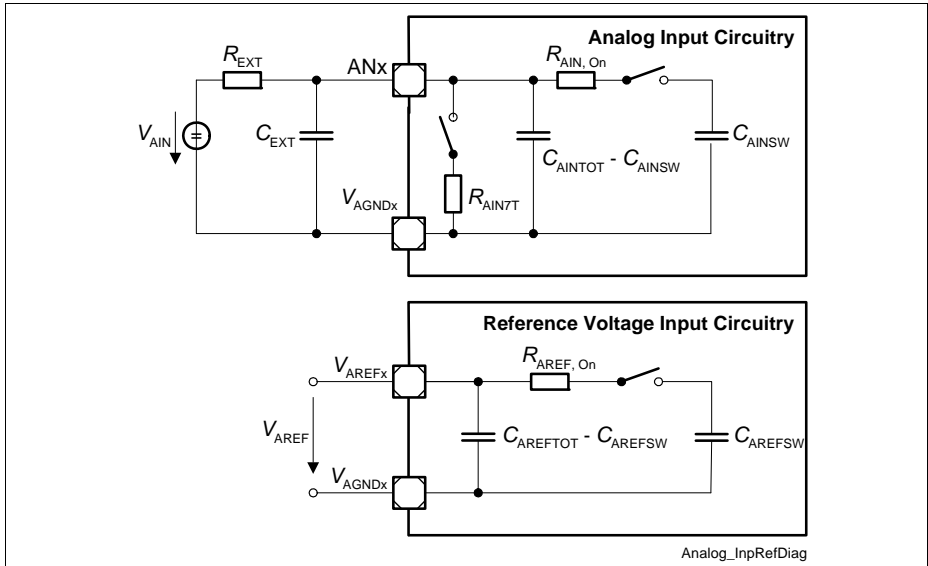 Analog Input Circuitry
R_EXT
ANx
R_AIN, On
V_AIN
C_EXT
C_AINTOT - C_AINSW
C_AINSW
R_AIN7T
V_AGNDx
Reference Voltage Input Circuitry
V_AREFx
R_AREF, On
V_AREF
C_AREFTOT - C_AREFSW
C_AREFSW
V_AGNDx
Analog_InpRefDiag